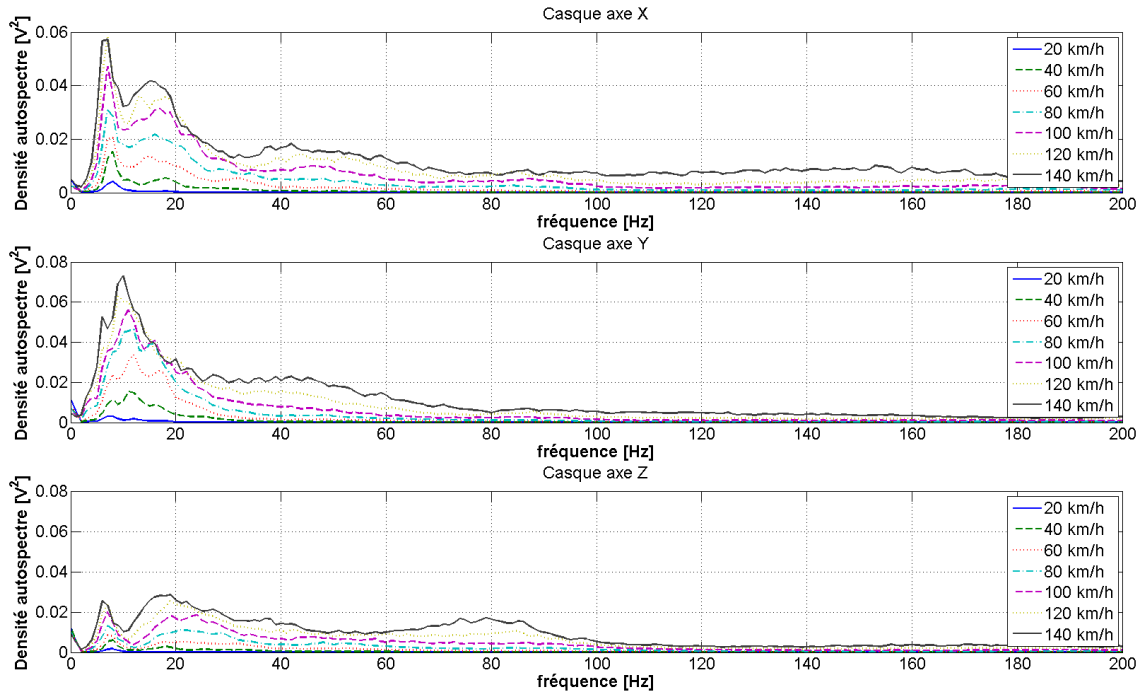 Casque axe X
Densité autospectre [V²]
0.06
0.04
0.02
0
0 20 40 60 80 100 120 140 160 180 200
fréquence [Hz]
20 km/h
40 km/h
60 km/h
80 km/h
100 km/h
120 km/h
140 km/h
Casque axe Y
Densité autospectre [V²]
0.08
0.06
0.04
0.02
0
0 20 40 60 80 100 120 140 160 180 200
fréquence [Hz]
20 km/h
40 km/h
60 km/h
80 km/h
100 km/h
120 km/h
140 km/h
Casque axe Z
Densité autospectre [V²]
0.08
0.06
0.04
0.02
0
0 20 40 60 80 100 120 140 160 180 200
fréquence [Hz]
20 km/h
40 km/h
60 km/h
80 km/h
100 km/h
120 km/h
140 km/h